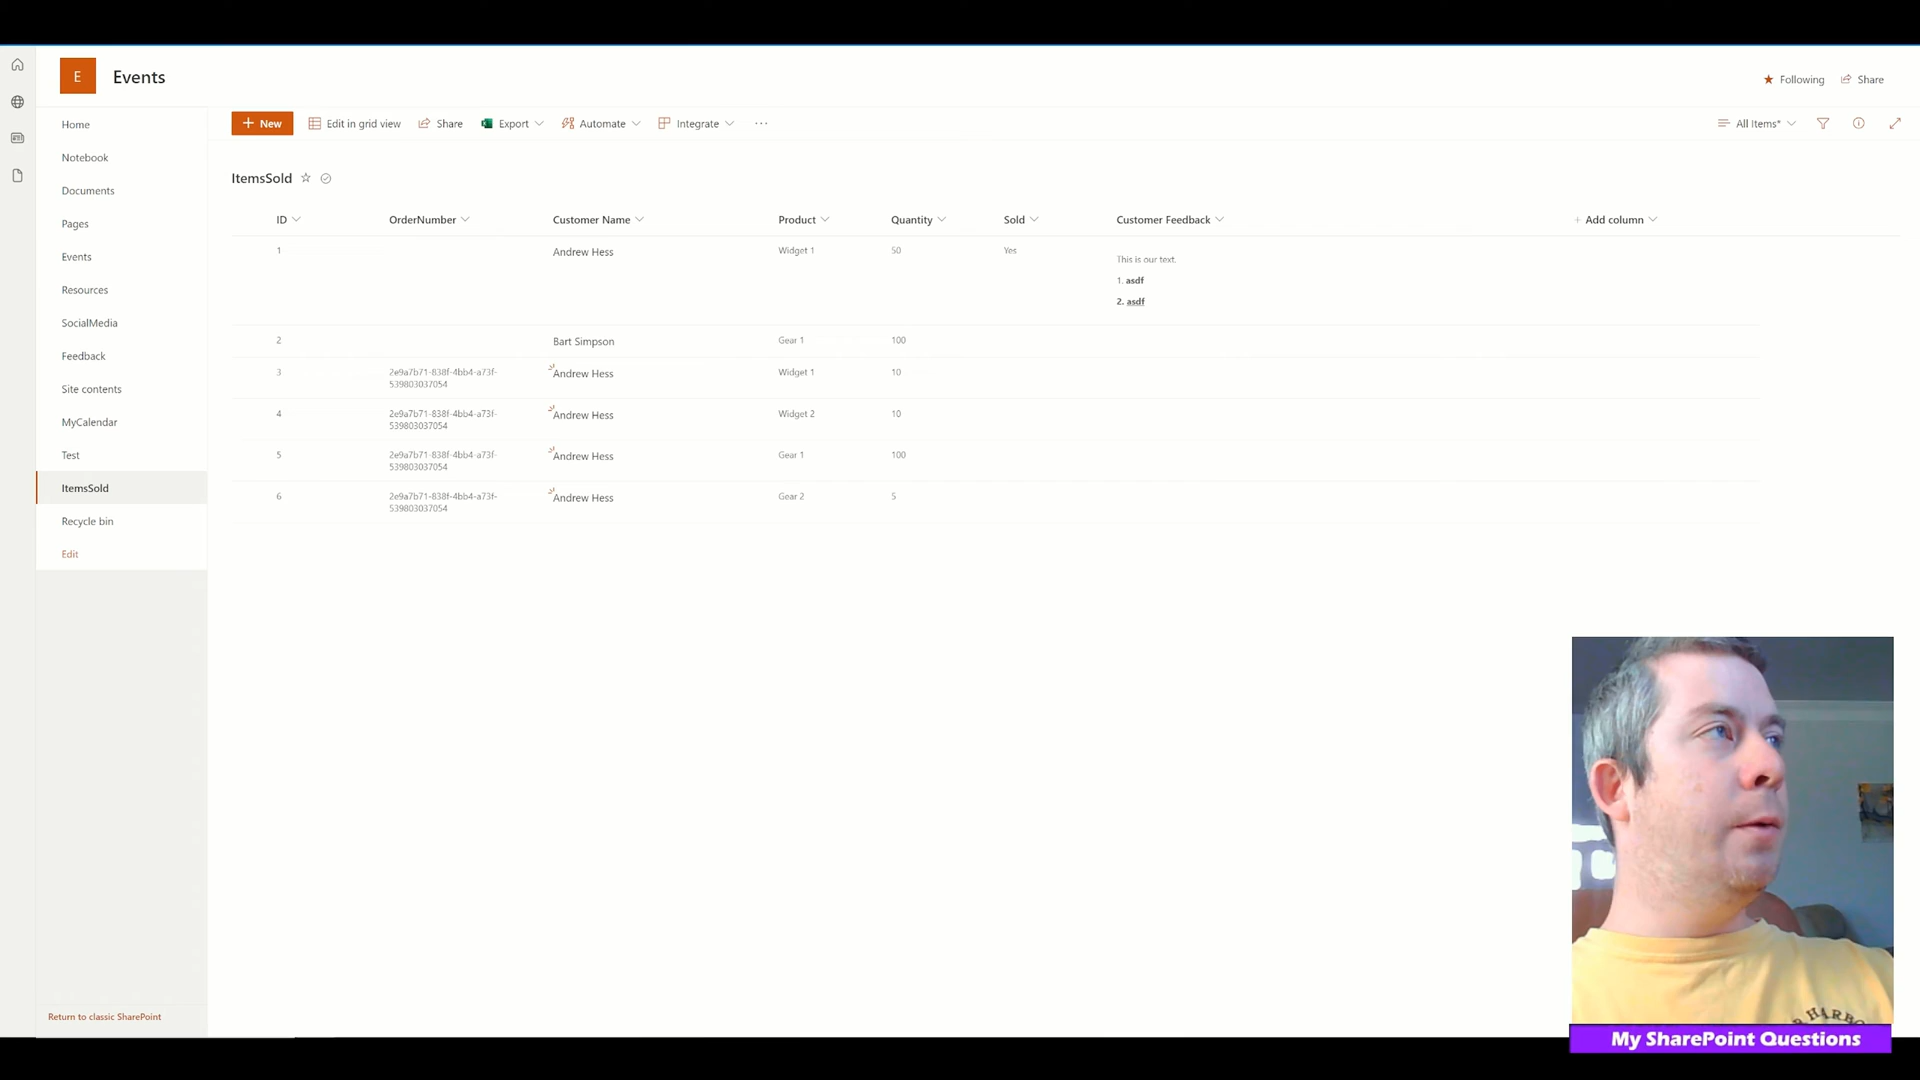 E
Events
Following
Share
Home
Notebook
Documents
Pages
Events
Resources
SocialMedia
Feedback
Site contents
MyCalendar
Test
ItemsSold
Recycle bin
Edit
Return to classic SharePoint
+ New
Edit in grid view
Share
Export
Automate
Integrate
...
All Items*
ItemsSold
ID OrderNumber Customer Name Product Quantity Sold Customer Feedback + Add column
1 Andrew Hess Widget 1 50 Yes This is our text.
1. asdf
2. asdf
2 Bart Simpson Gear 1 100
3 2e9a7b71-838f-4bb4-a73f- Andrew Hess Widget 1 10
539803037054
4 2e9a7b71-838f-4bb4-a73f- Andrew Hess Widget 2 10
539803037054
5 2e9a7b71-838f-4bb4-a73f- Andrew Hess Gear 1 100
539803037054
6 2e9a7b71-838f-4bb4-a73f- Andrew Hess Gear 2 5
539803037054
My SharePoint Questions